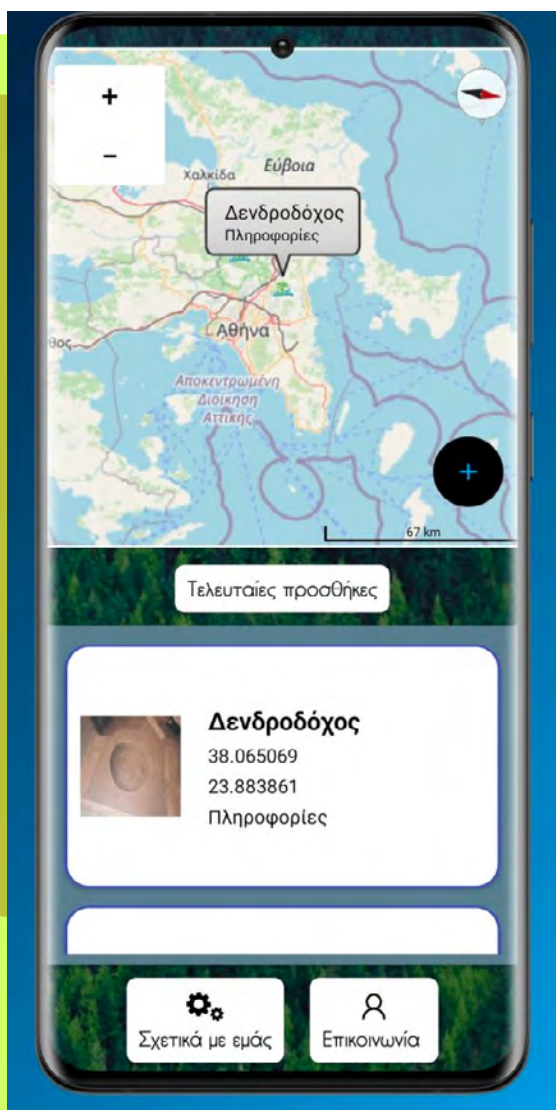 +
−
Χαλκίδα
Εύβοια
Δενδροδόχος
Πληροφορίες
Αθήνα
θος
Αποκεντρωμένη
Διοίκηση
Αττικής
+
67 km
Τελευταίες προσθήκες
Δενδροδόχος
38.065069
23.883861
Πληροφορίες
Σχετικά με εμάς
Επικοινωνία